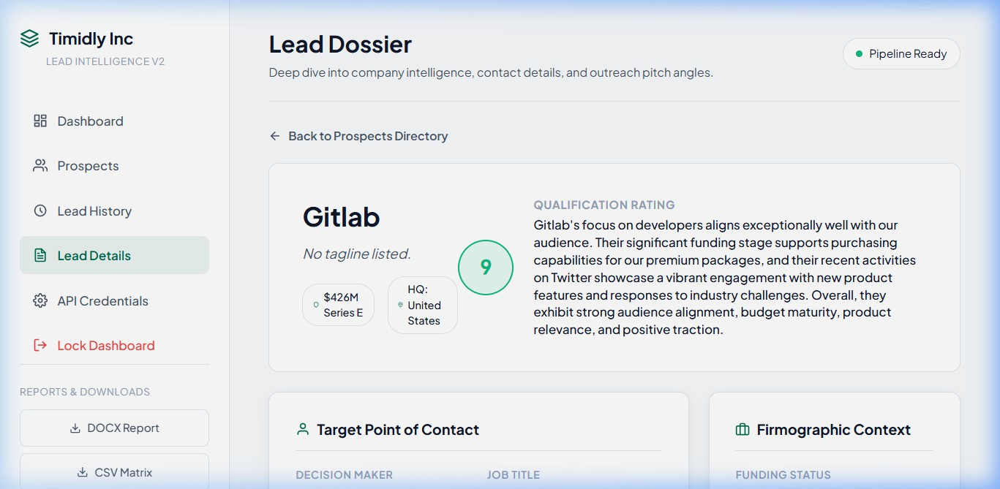 Timidly Inc
LEAD INTELLIGENCE V2
Dashboard
Prospects
Lead History
Lead Details
API Credentials
Lock Dashboard
REPORTS & DOWNLOADS
DOCX Report
CSV Matrix
Lead Dossier
Deep dive into company intelligence, contact details, and outreach pitch angles.
Pipeline Ready
Back to Prospects Directory
Gitlab
No tagline listed.
$426M
Series E
HQ:
United
States
9
QUALIFICATION RATING
Gitlab's focus on developers aligns exceptionally well with our
audience. Their significant funding stage supports purchasing
capabilities for our premium packages, and their recent activities
on Twitter showcase a vibrant engagement with new product
features and responses to industry challenges. Overall, they
exhibit strong audience alignment, budget maturity, product
relevance, and positive traction.
Target Point of Contact
DECISION MAKER
JOB TITLE
Firmographic Context
FUNDING STATUS